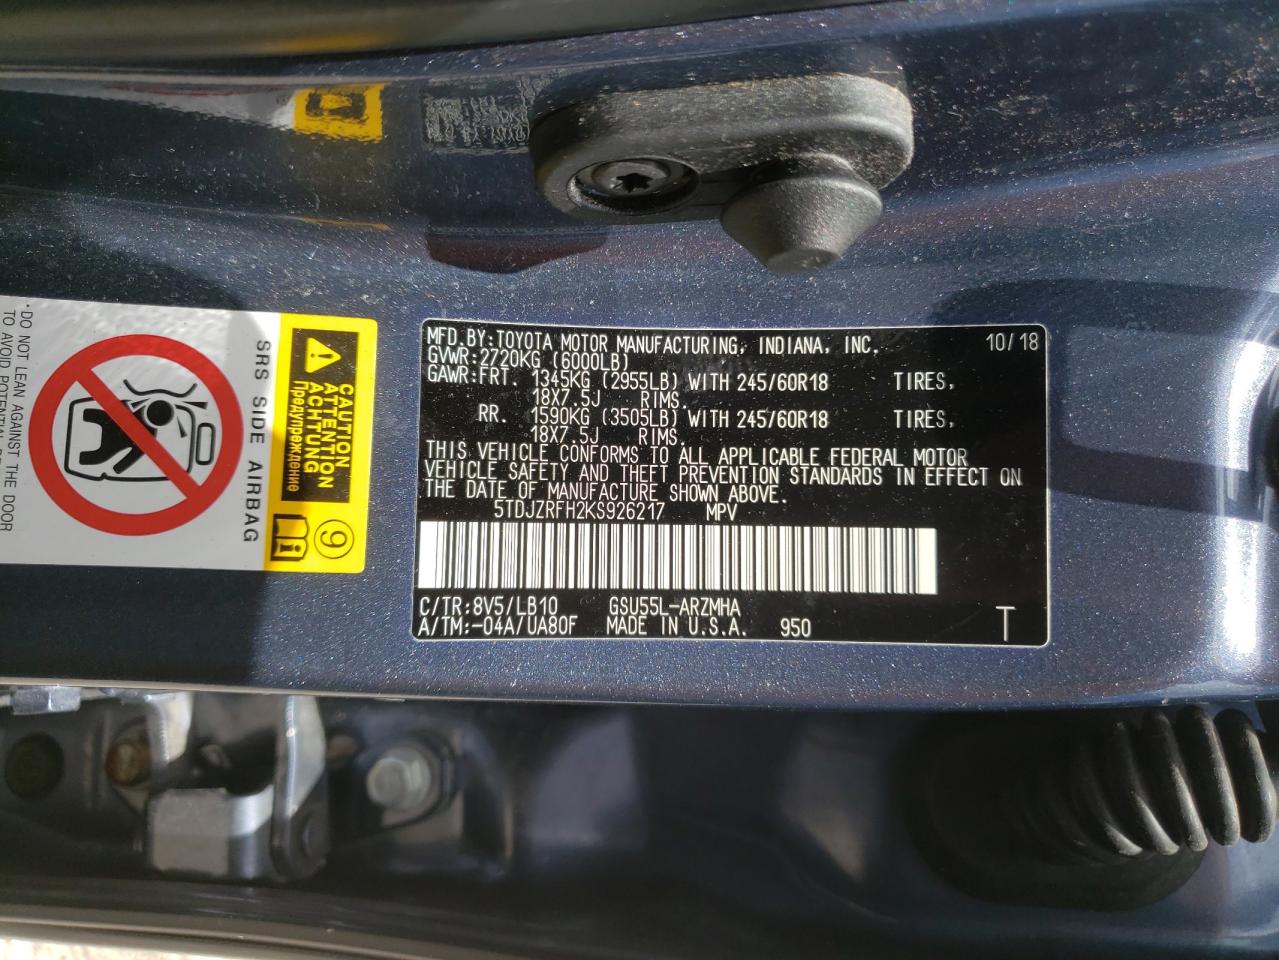 MFD.BY:TOYOTA MOTOR MANUFACTURING, INDIANA, INC. 10/18
GVWR:2720KG (6000LB)
GAWR:FRT. 1345KG (2955LB) WITH 245/60R18 TIRES,
18X7.5J RIMS.
RR. 1590KG (3505LB) WITH 245/60R18 TIRES,
18X7.5J RIMS.
THIS VEHICLE CONFORMS TO ALL APPLICABLE FEDERAL MOTOR
VEHICLE SAFETY AND THEFT PREVENTION STANDARDS IN EFFECT ON
THE DATE OF MANUFACTURE SHOWN ABOVE.
5TDJZRFH2KS926217 MPV
C/TR:8V5/LB10 GSU55L-ARZMHA
A/TM:-04A/UA80F MADE IN U.S.A. 950 T
CAUTION
ATTENTION
ACHTUNG
Предупреждение
9
SRS SIDE AIRBAG
·DO NOT LEAN AGAINST THE DOOR
TO AVOID POTENTIAL